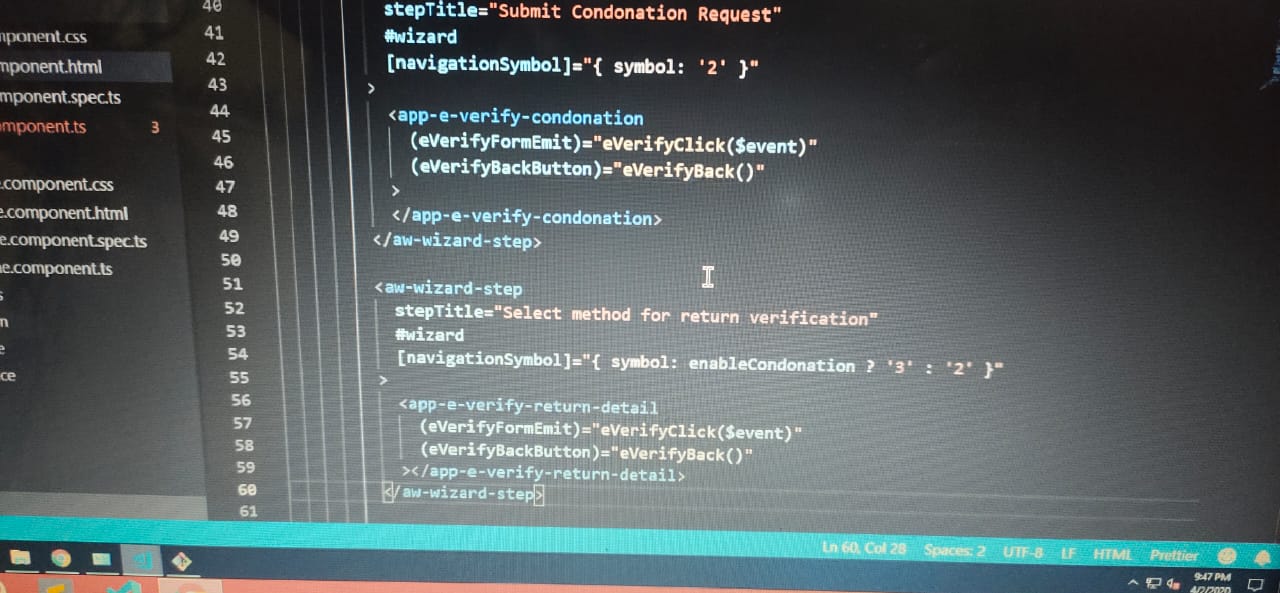 mponent.css
mponent.html
mponent.spec.ts
mponent.ts 3
.component.css
e.component.html
e.component.spec.ts
ne.component.ts
s
n
e
ce
40 stepTitle="Submit Condonation Request"
41 #wizard
42 [navigationSymbol]="{ symbol: '2' }"
43 >
44 <app-e-verify-condonation
45 (eVerifyFormEmit)="eVerifyClick($event)"
46 (eVerifyBackButton)="eVerifyBack()"
47 >
48 </app-e-verify-condonation>
49 </aw-wizard-step>
50
51 <aw-wizard-step
52 stepTitle="Select method for return verification"
53 #wizard
54 [navigationSymbol]="{ symbol: enableCondonation ? '3' : '2' }"
55 >
56 <app-e-verify-return-detail
57 (eVerifyFormEmit)="eVerifyClick($event)"
58 (eVerifyBackButton)="eVerifyBack()"
59 ></app-e-verify-return-detail>
60 </aw-wizard-step>
61
Ln 60, Col 28 Spaces: 2 UTF-8 LF HTML Prettier
9:47 PM
4/2/2020